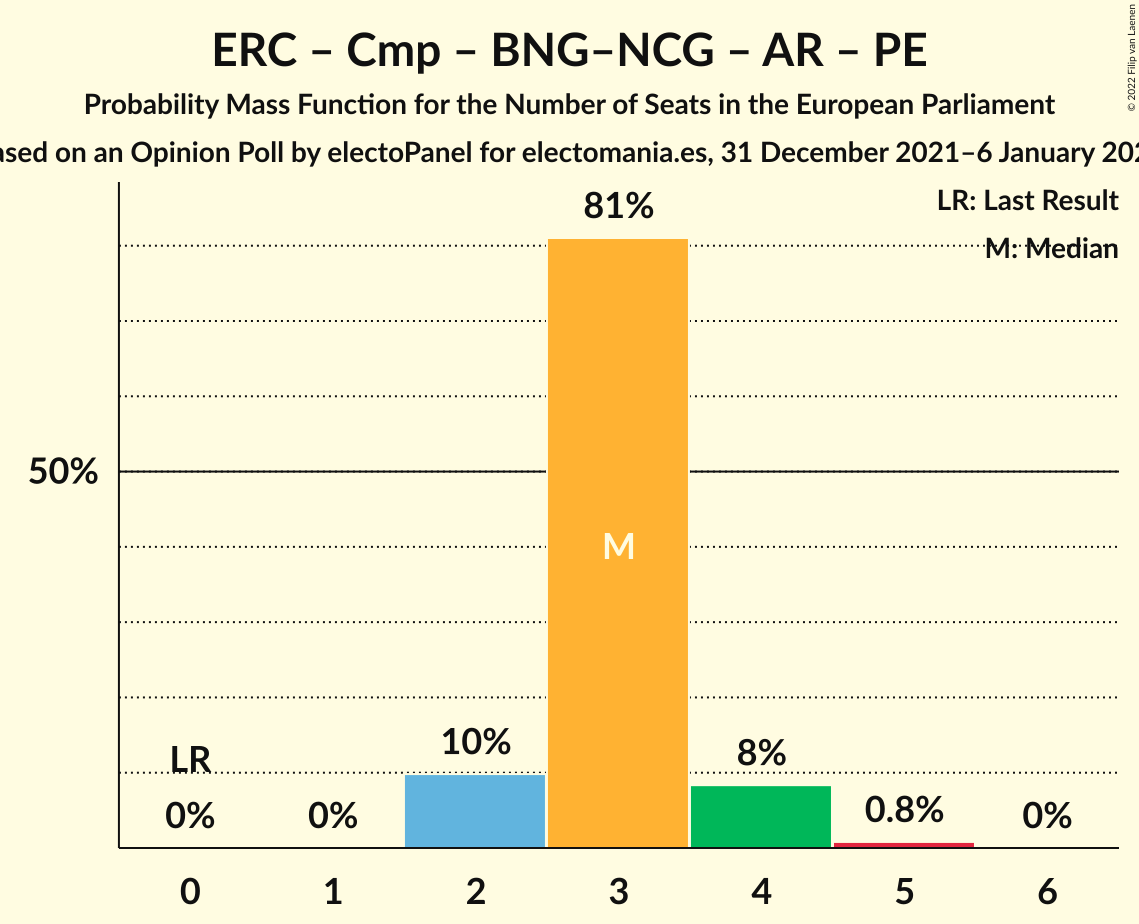 ERC – Cmp – BNG–NCG – AR – PE
Probability Mass Function for the Number of Seats in the European Parliament
on an Opinion Poll by electoPanel for electomania.es, 31 December 2021–6 January
© 2022 Filip van Laenen
LR: Last Result
M: Median
81%
50%
M
10%
8%
LR
0.8%
0% 0% 0%
0 1 2 3 4 5 6